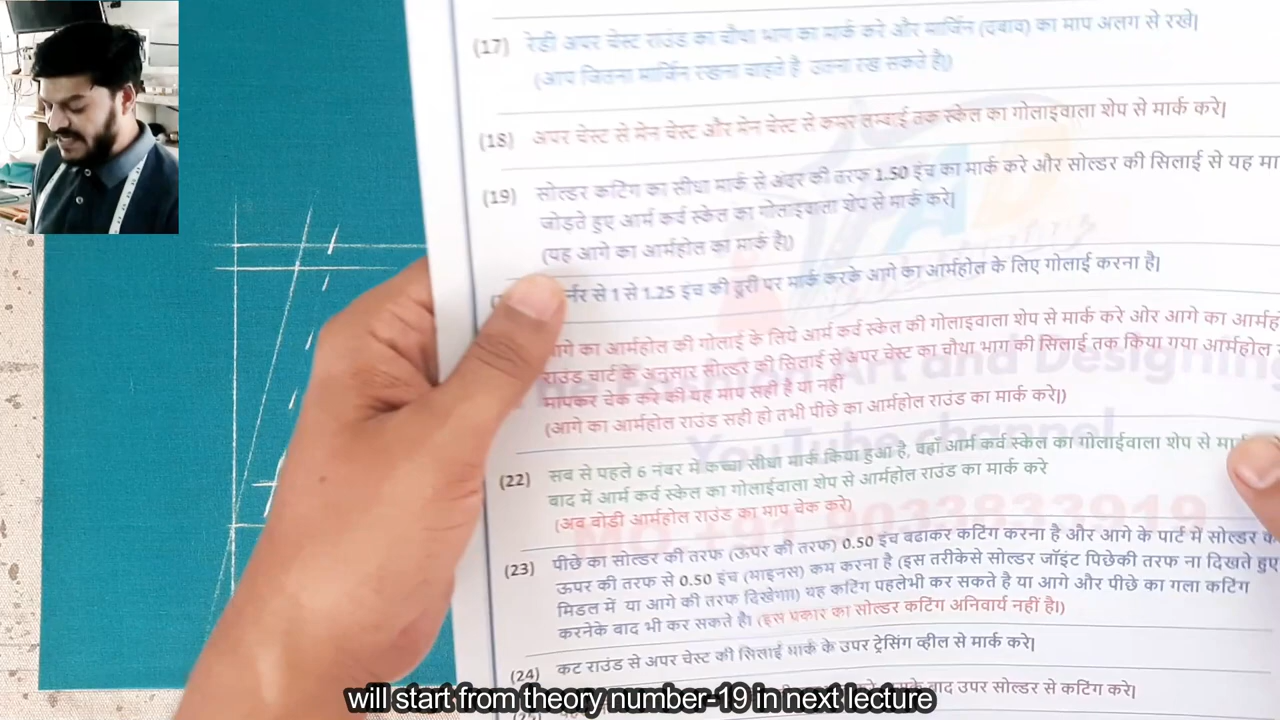 (17) रेडी अपर चेस्ट राउंड का चौथा भाग का मार्क करे और मार्जिन (दबाव) का माप अलग से रखे|
(आप जितना मार्जिन रखना चाहते है उतना रख सकते है|)
(18) अपर चेस्ट से मेन चेस्ट और मेन चेस्ट से कमर लम्बाई तक स्केल का गोलाइवाला शेप से मार्क करे|
(19) सोल्डर कटिंग का सीधा मार्क से अंदर की तरफ 1.50 इंच का मार्क करे और सोल्डर की सिलाई से यह मा
जोड़ते हुए आर्म कर्व स्केल का गोलाइवाला शेप से मार्क करे|
(यह आगे का आर्महोल का मार्क है|)
र्नर से 1 से 1.25 इंच की दूरी पर मार्क करके आगे का आर्महोल के लिए गोलाई करना है|
आगे का आर्महोल की गोलाई के लिये आर्म कर्व स्केल की गोलाइवाला शेप से मार्क करे ओर आगे का आर्मह
राउंड चार्ट के अनुसार सोल्डर की सिलाई से अपर चेस्ट का चौथा भाग की सिलाई तक किया गया आर्महोल
मापकर चेक करे की यह माप सही है या नहीं
(आगे का आर्महोल राउंड सही हो तभी पीछे का आर्महोल राउंड का मार्क करे|)
(22) सब से पहले 6 नंबर में कच्चा सीधा मार्क किया हुआ है, वहाँ आर्म कर्व स्केल का गोलाईवाला शेप से मार्क
बाद में आर्म कर्व स्केल का गोलाईवाला शेप से आर्महोल राउंड का मार्क करे
(अब बोडी आर्महोल राउंड का माप चेक करे)
(23) पीछे का सोल्डर की तरफ (ऊपर की तरफ) 0.50 इंच बढाकर कटिंग करना है और आगे के पार्ट में सोल्डर
ऊपर की तरफ से 0.50 इंच (माइनस) कम करना है (इस तरीकेसे सोल्डर जॉइंट पिछेकी तरफ ना दिखते हुए
मिडल में या आगे की तरफ दिखेगा|) यह कटिंग पहलेभी कर सकते है या आगे और पीछे का गला कटिंग
करनेके बाद भी कर सकते है| (इस प्रकार का सोल्डर कटिंग अनिवार्य नहीं है|)
(24) कट राउंड से अपर चेस्ट की सिलाई मार्क के उपर ट्रेसिंग व्हील से मार्क करे|
बाद उपर सोल्डर से कटिंग करे|
Art and Designing
YouTube channel
will start from theory number-19 in next lecture